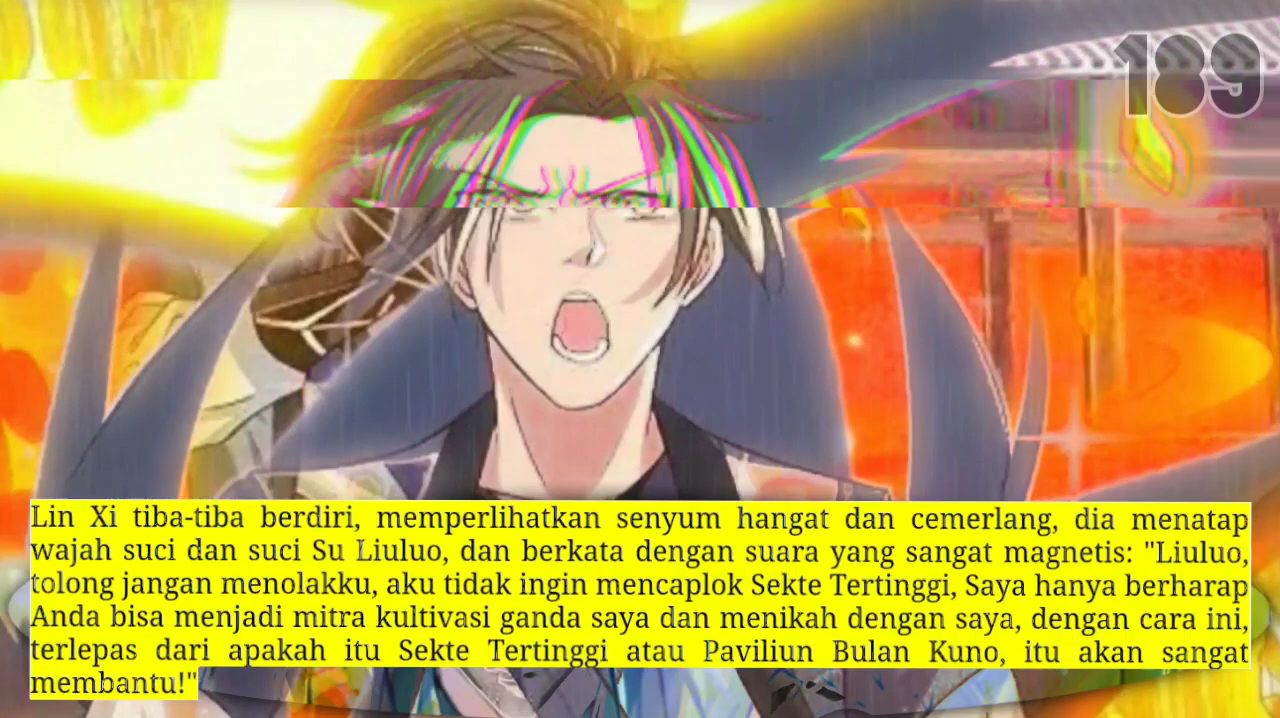 189
Lin Xi tiba-tiba berdiri, memperlihatkan senyum hangat dan cemerlang, dia menatap
wajah suci dan suci Su Liuluo, dan berkata dengan suara yang sangat magnetis: "Liuluo,
tolong jangan menolakku, aku tidak ingin mencaplok Sekte Tertinggi, Saya hanya berharap
Anda bisa menjadi mitra kultivasi ganda saya dan menikah dengan saya, dengan cara ini,
terlepas dari apakah itu Sekte Tertinggi atau Paviliun Bulan Kuno, itu akan sangat
membantu!"